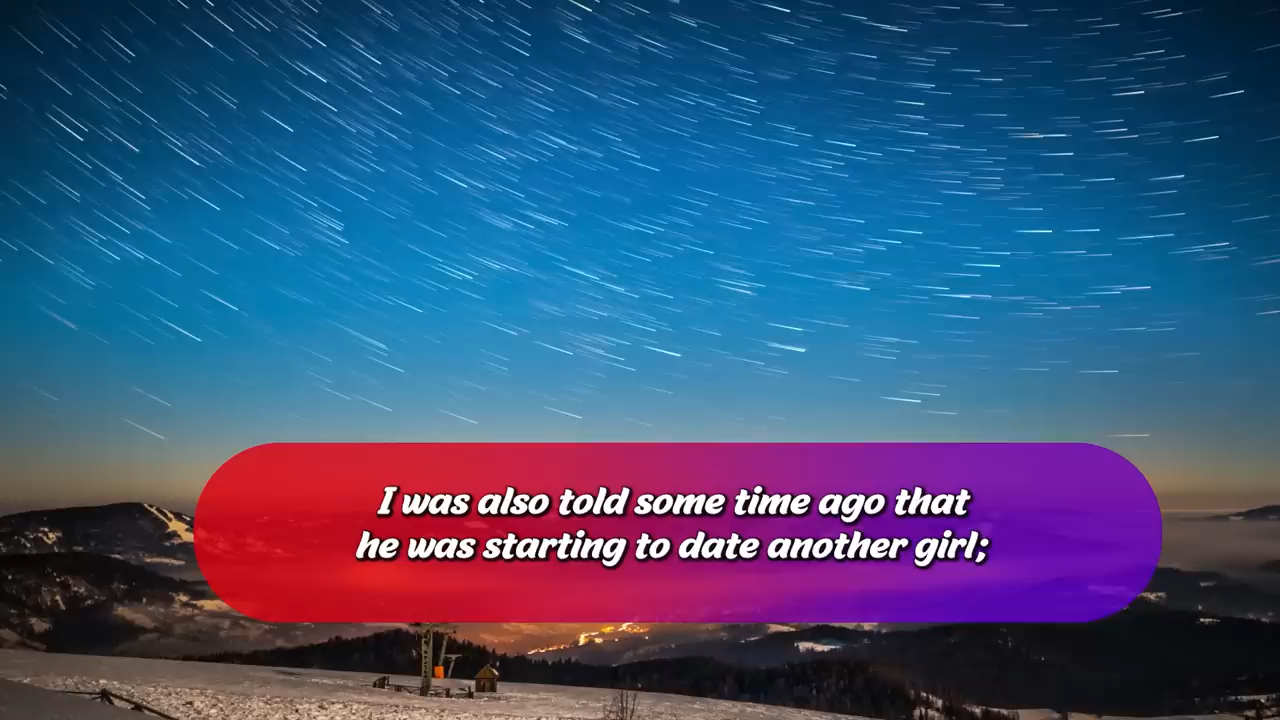 I was also told some time ago that
he was starting to date another girl;